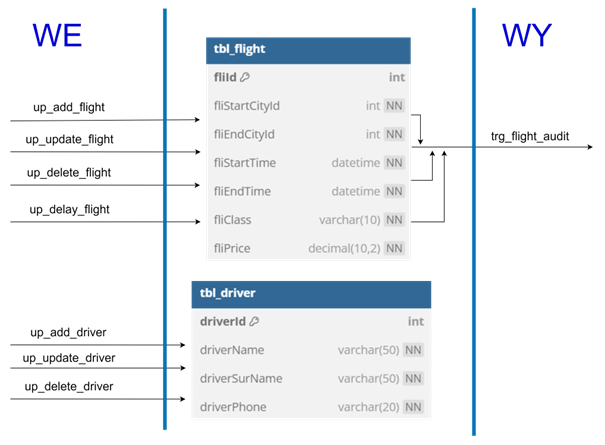 WE
WY
tbl_flight
fliId int
fliStartCityId int NN
up_add_flight
fliEndCityId int NN
up_update_flight
trg_flight_audit
fliStartTime datetime NN
up_delete_flight
fliEndTime datetime NN
up_delay_flight
fliClass varchar(10) NN
fliPrice decimal(10,2) NN
tbl_driver
driverId int
up_add_driver
driverName varchar(50) NN
up_update_driver
driverSurName varchar(50) NN
up_delete_driver
driverPhone varchar(20) NN